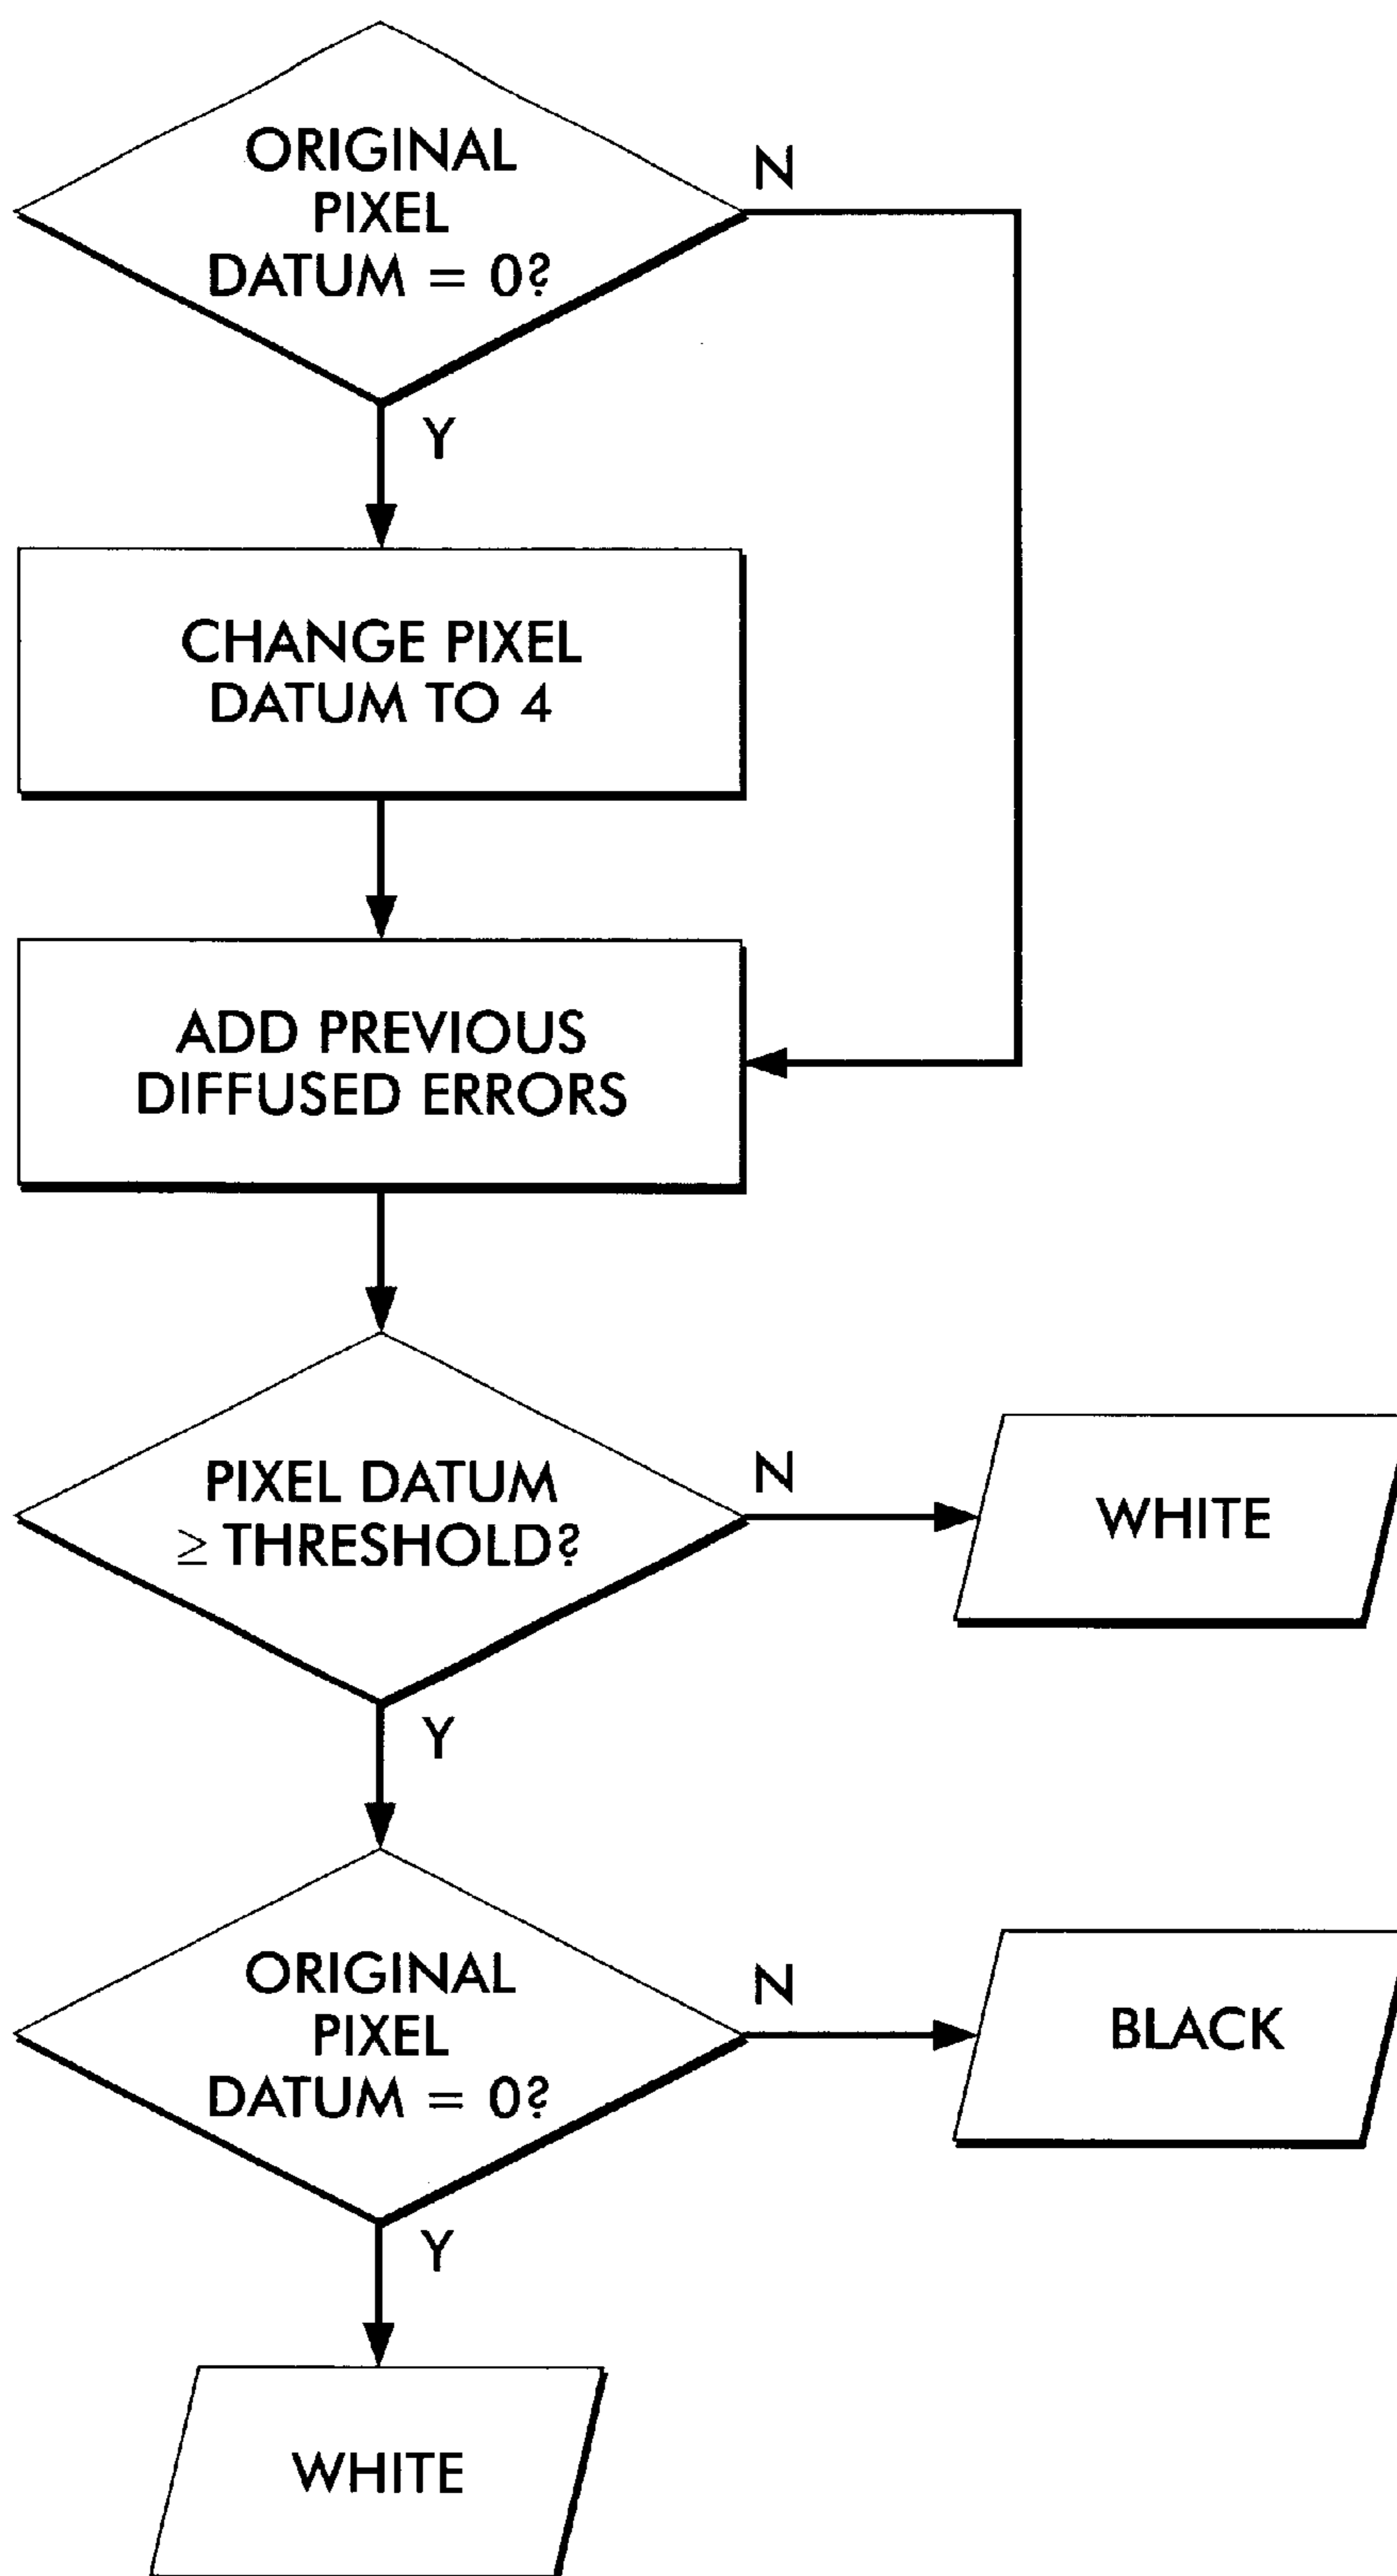 ORIGINAL
PIXEL
DATUM = 0?
N
Y
CHANGE PIXEL
DATUM TO 4
ADD PREVIOUS
DIFFUSED ERRORS
PIXEL DATUM
≥ THRESHOLD?
N
WHITE
Y
ORIGINAL
PIXEL
DATUM = 0?
N
BLACK
Y
WHITE